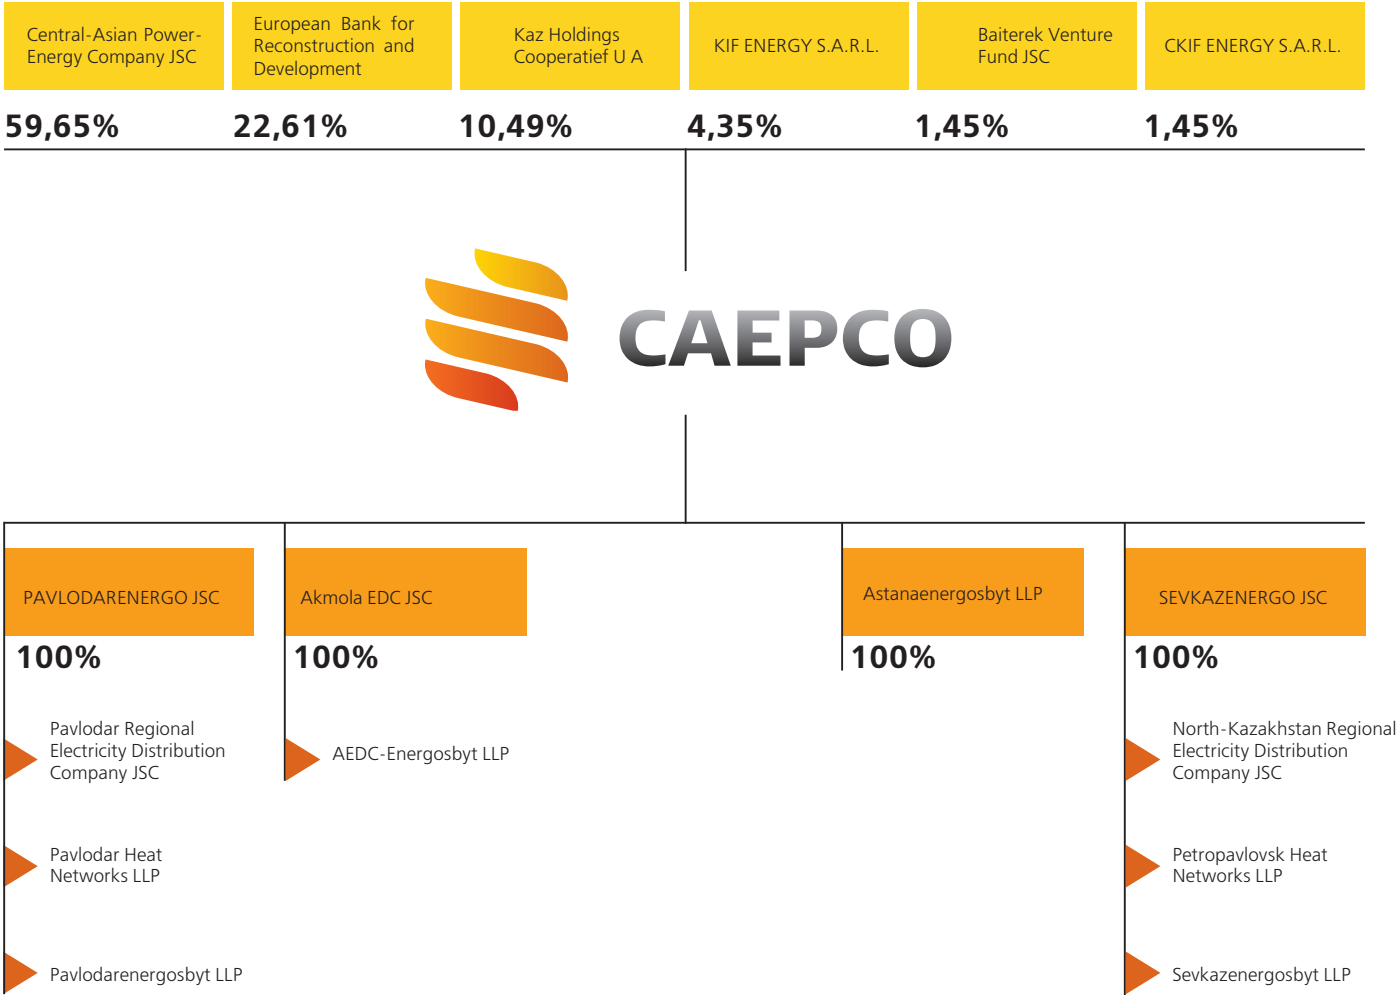 Central-Asian Power-
Energy Company JSC
European Bank for
Reconstruction and
Development
Kaz Holdings
Cooperatief U A
KIF ENERGY S.A.R.L.
Baiterek Venture
Fund JSC
CKIF ENERGY S.A.R.L.
59,65%
22,61%
10,49%
4,35%
1,45%
1,45%
CAEPCO
PAVLODARENERGO JSC
Akmola EDC JSC
Astanaenergosbyt LLP
SEVKAZENERGO JSC
100%
100%
100%
100%
Pavlodar Regional
Electricity Distribution
Company JSC
AEDC-Energosbyt LLP
North-Kazakhstan Regional
Electricity Distribution
Company JSC
Pavlodar Heat
Networks LLP
Petropavlovsk Heat
Networks LLP
Pavlodarenergosbyt LLP
Sevkazenergosbyt LLP